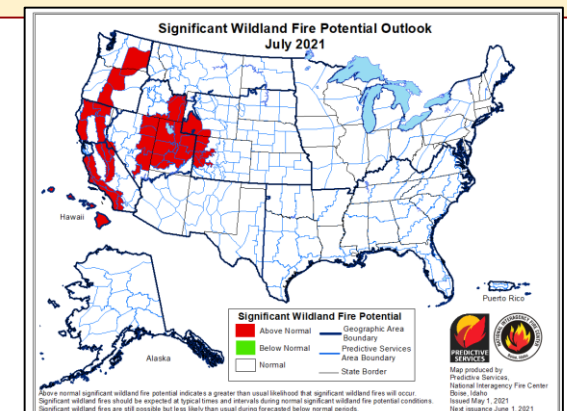 Significant Wildland Fire Potential Outlook
July 2021
Hawaii
Alaska
Puerto Rico
Significant Wildland Fire Potential
Above Normal
Below Normal
Normal
Geographic Area
Boundary
Predictive Services
Area Boundary
State Border
PREDICTIVE
SERVICES
NATIONAL INTERAGENCY FIRE CENTER
Map produced by
Predictive Services,
National Interagency Fire Center
Boise, Idaho
Issued May 1, 2021
Next issuance June 1, 2021
Above normal significant wildland fire potential indicates a greater than usual likelihood that significant wildland fires will occur.
Significant wildland fires should be expected at typical times and intervals during normal significant wildland fire potential conditions.
Significant wildland fires are still possible but less likely than usual during forecasted below normal periods.